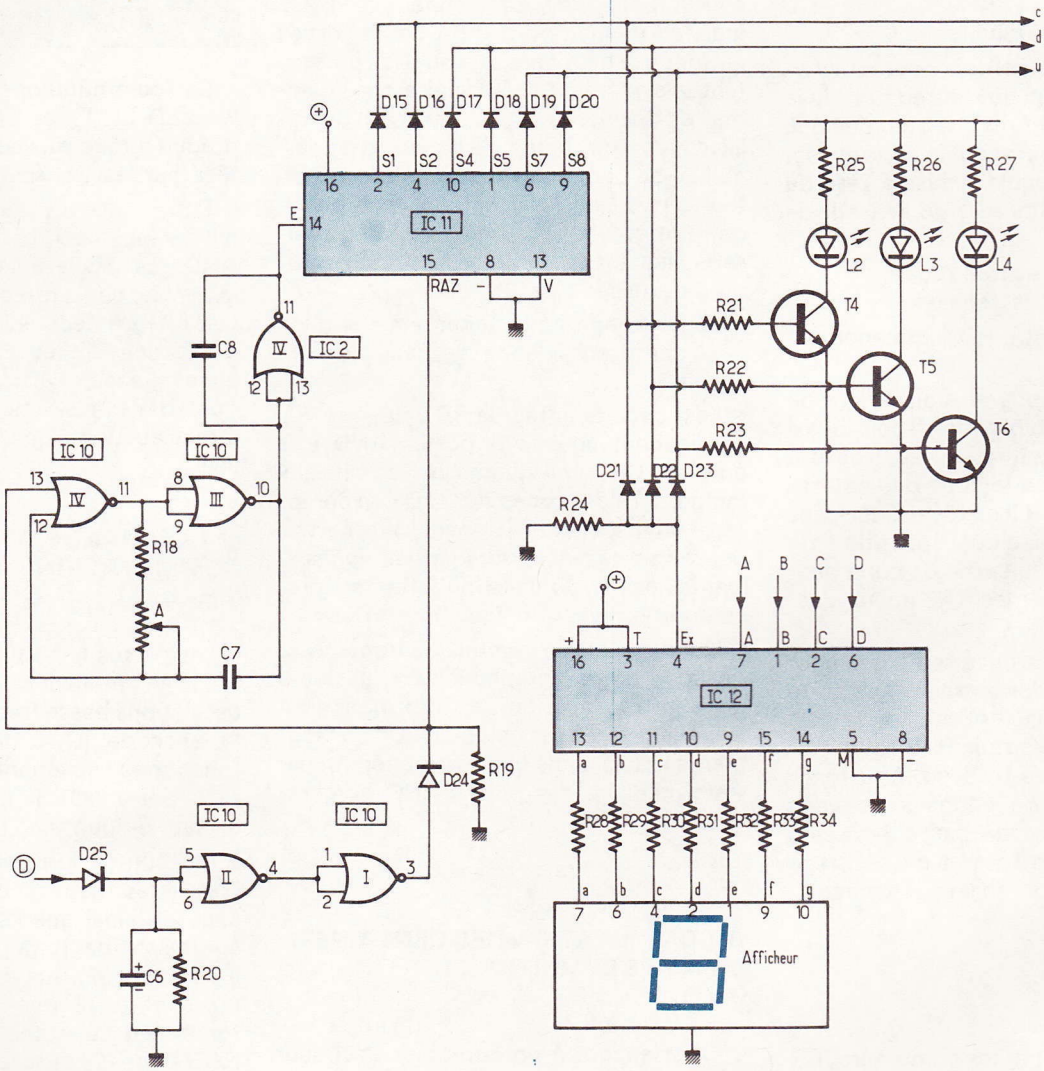 c
d
u
D15 D16 D17 D18 D19 D20
+
S1 S2 S4 S5 S7 S8
16 2 4 10 1 6 9
E 14
IC 11
15 8 13
RAZ - V
R25 R26 R27
L2 L3 L4
11
C8
IV
IC 2
12 13
R21
T4
R22
T5
R23
T6
IC 10
IC 10
13
IV
11
8
III
10
12
9
D21 D22 D23
R24
R18
A
C7
+
A B C D
+ T Ex A B C D
16 3 4 7 1 2 6
IC 12
13 12 11 10 9 15 14 5 8
a b c d e f g M -
D24
R19
IC 10
IC 10
D
D25
5
II
4
1
I
3
6
2
R28 R29 R30 R31 R32 R33 R34
a b c d e f g
7 6 4 2 1 9 10
+
C6
-
R20
Afficheur